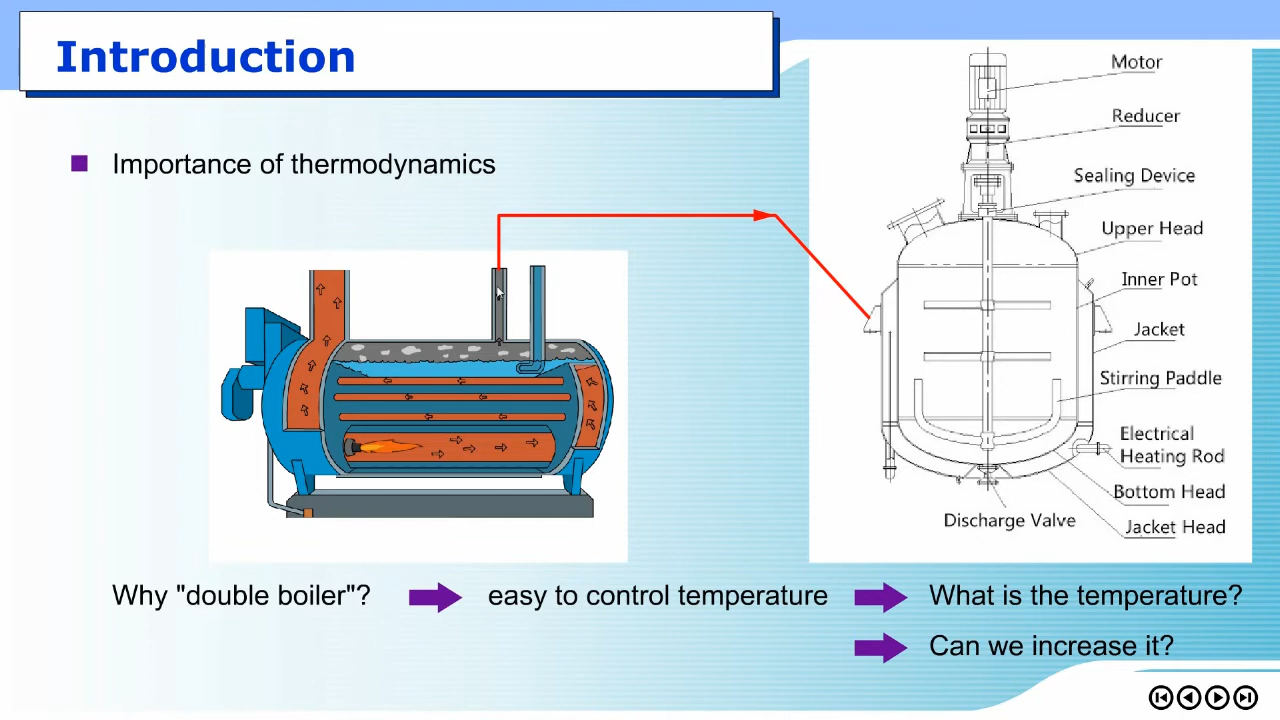 Introduction
Importance of thermodynamics
Motor
Reducer
Sealing Device
Upper Head
Inner Pot
Jacket
Stirring Paddle
Electrical
Heating Rod
Bottom Head
Discharge Valve
Jacket Head
Why "double boiler"?
easy to control temperature
What is the temperature?
Can we increase it?